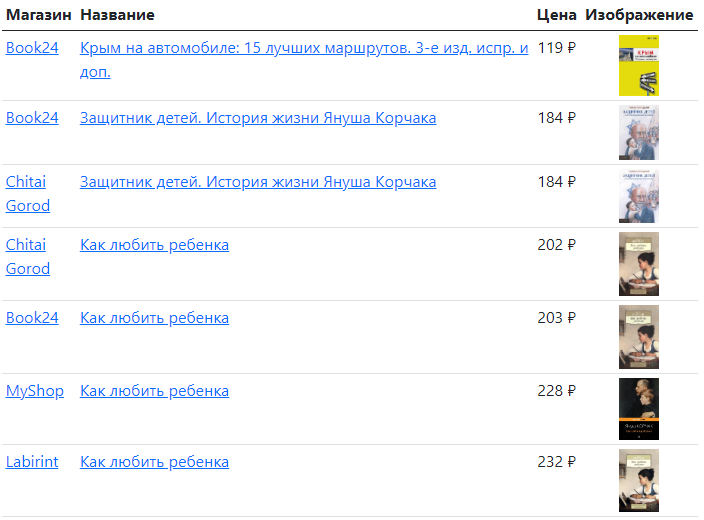 Магазин Название Цена Изображение
Book24 Крым на автомобиле: 15 лучших маршрутов. 3-е изд. испр. и 119 ₽
доп.
КРЫМ
Book24 Защитник детей. История жизни Януша Корчака 184 ₽
Chitai Защитник детей. История жизни Януша Корчака 184 ₽
Gorod
Chitai Как любить ребенка 202 ₽
Gorod
Book24 Как любить ребенка 203 ₽
MyShop Как любить ребенка 228 ₽
Labirint Как любить ребенка 232 ₽